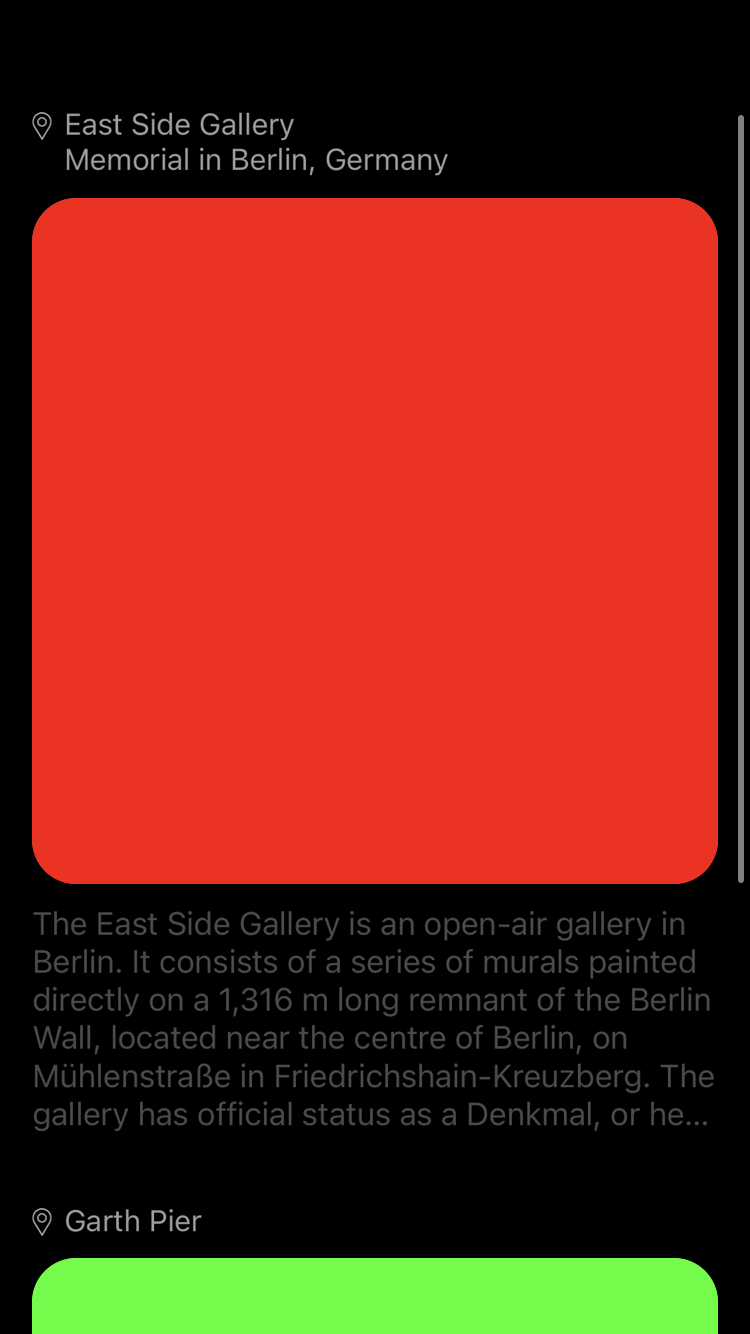 East Side Gallery
Memorial in Berlin, Germany
The East Side Gallery is an open-air gallery in
Berlin. It consists of a series of murals painted
directly on a 1,316 m long remnant of the Berlin
Wall, located near the centre of Berlin, on
Mühlenstraße in Friedrichshain-Kreuzberg. The
gallery has official status as a Denkmal, or he...
Garth Pier